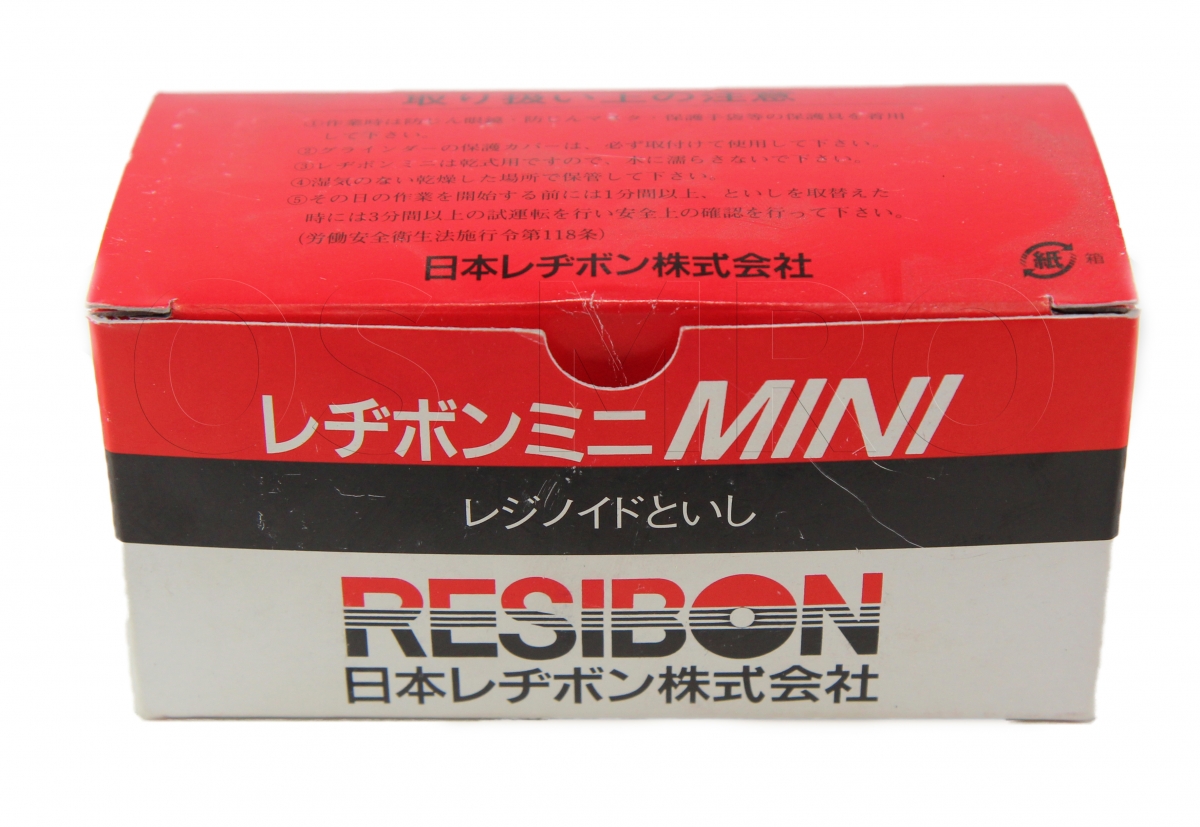 取り扱い上の注意
①作業時は防じん眼鏡・防じんマスク・保護手袋等の保護具を着用
して下さい。
②グラインダーの保護カバーは、必ず取付けて使用して下さい。
③レヂボンミニは乾式用ですので、水に濡らさないで下さい。
④湿気のない乾燥した場所で保管して下さい。
⑤その日の作業を開始する前には1分間以上、といしを取替えた
時には3分間以上の試運転を行い安全上の確認を行って下さい。
(労働安全衛生法施行令第118条)
日本レヂボン株式会社
紙 箱
レヂボンミニ MINI
レジノイドといし
RESIBON
日本レヂボン株式会社
OS MRO